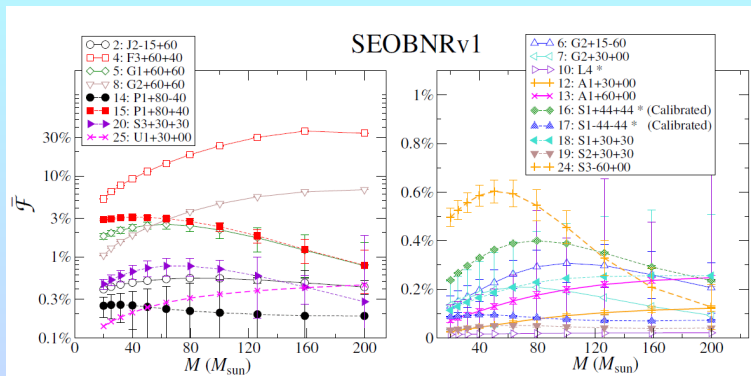 SEOBNRv1
2: J2-15+60
4: F3+60+40
5: G1+60+60
8: G2+60+60
14: P1+80-40
15: P1+80+40
20: S3+30+30
25: U1+30+00
6: G2+15-60
7: G2+30+00
10: L4 *
12: A1+30+00
13: A1+60+00
16: S1+44+44 * (Calibrated)
17: S1-44-44 * (Calibrated)
18: S1+30+30
19: S2+30+30
24: S3-60+00
30%
10%
3%
1%
0.3%
0.1%
F̄
0 40 80 120 160 200
M (Msun)
1%
0.8%
0.6%
0.4%
0.2%
0
0 40 80 120 160 200
M (Msun)